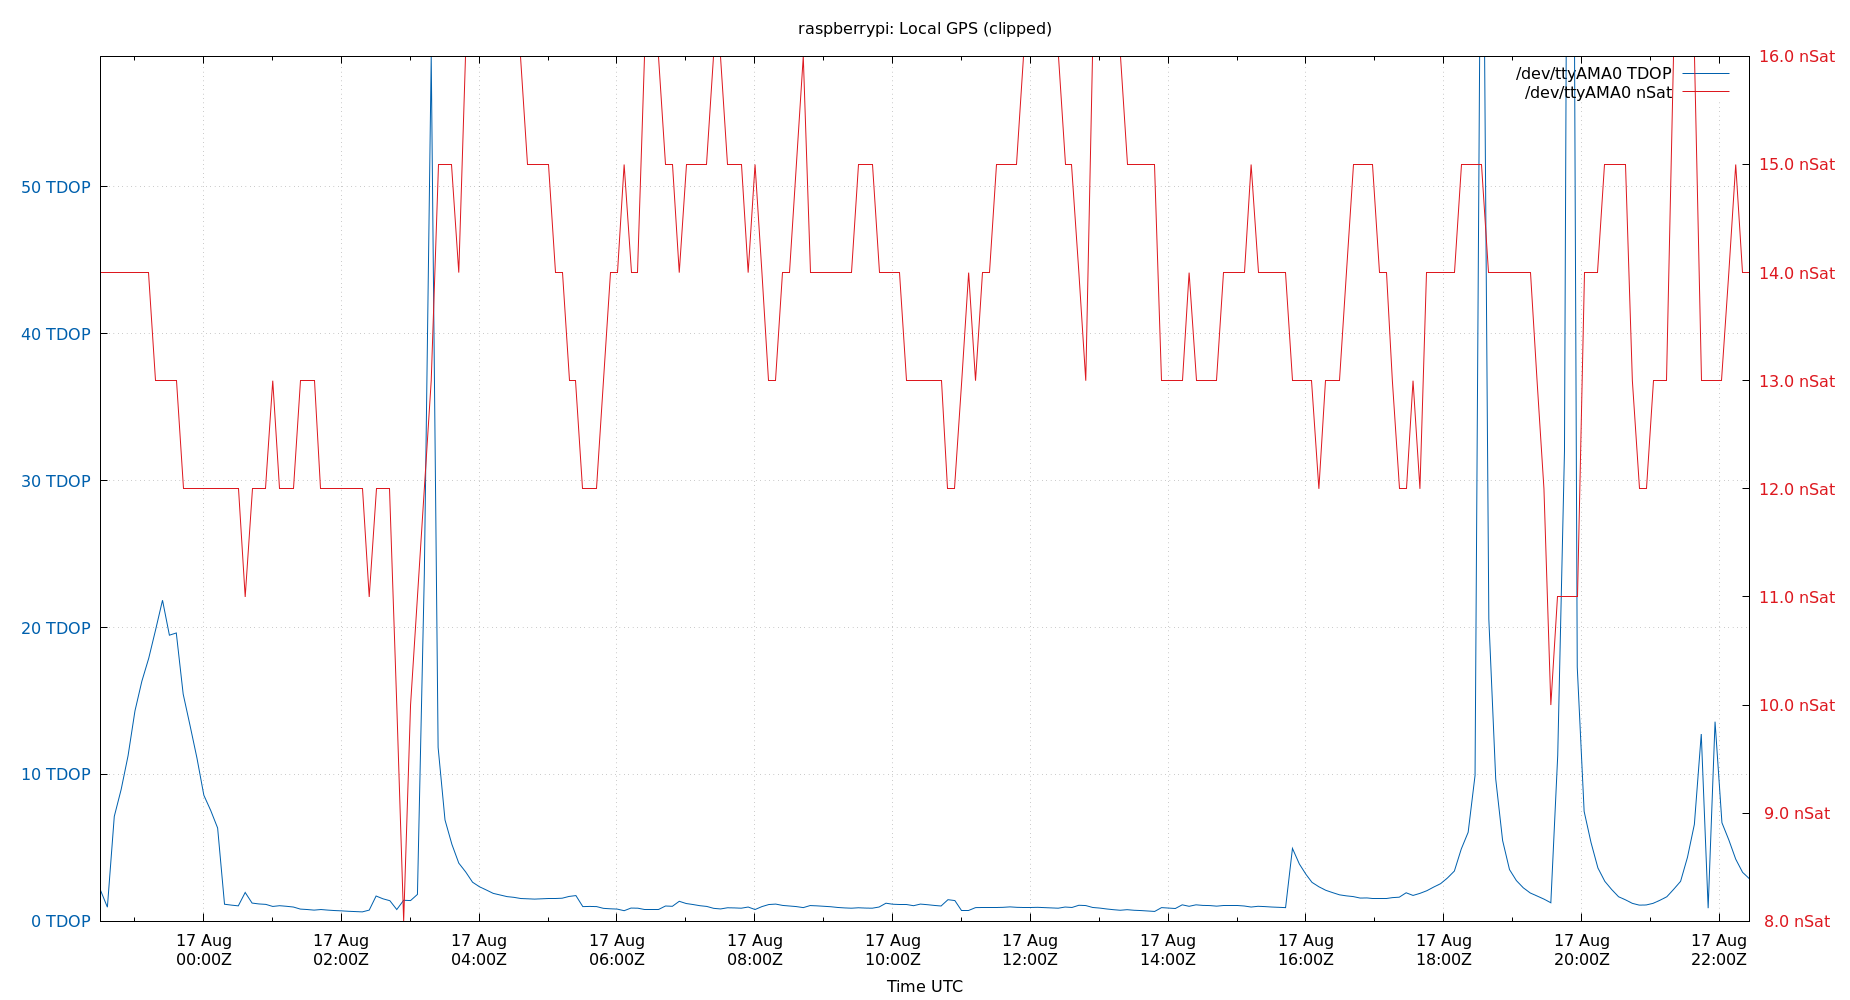 raspberrypi: Local GPS (clipped)
/dev/ttyAMA0 TDOP
/dev/ttyAMA0 nSat
50 TDOP
40 TDOP
30 TDOP
20 TDOP
10 TDOP
0 TDOP
16.0 nSat
15.0 nSat
14.0 nSat
13.0 nSat
12.0 nSat
11.0 nSat
10.0 nSat
9.0 nSat
8.0 nSat
17 Aug 17 Aug 17 Aug 17 Aug 17 Aug 17 Aug 17 Aug 17 Aug 17 Aug 17 Aug 17 Aug 17 Aug
00:00Z 02:00Z 04:00Z 06:00Z 08:00Z 10:00Z 12:00Z 14:00Z 16:00Z 18:00Z 20:00Z 22:00Z
Time UTC